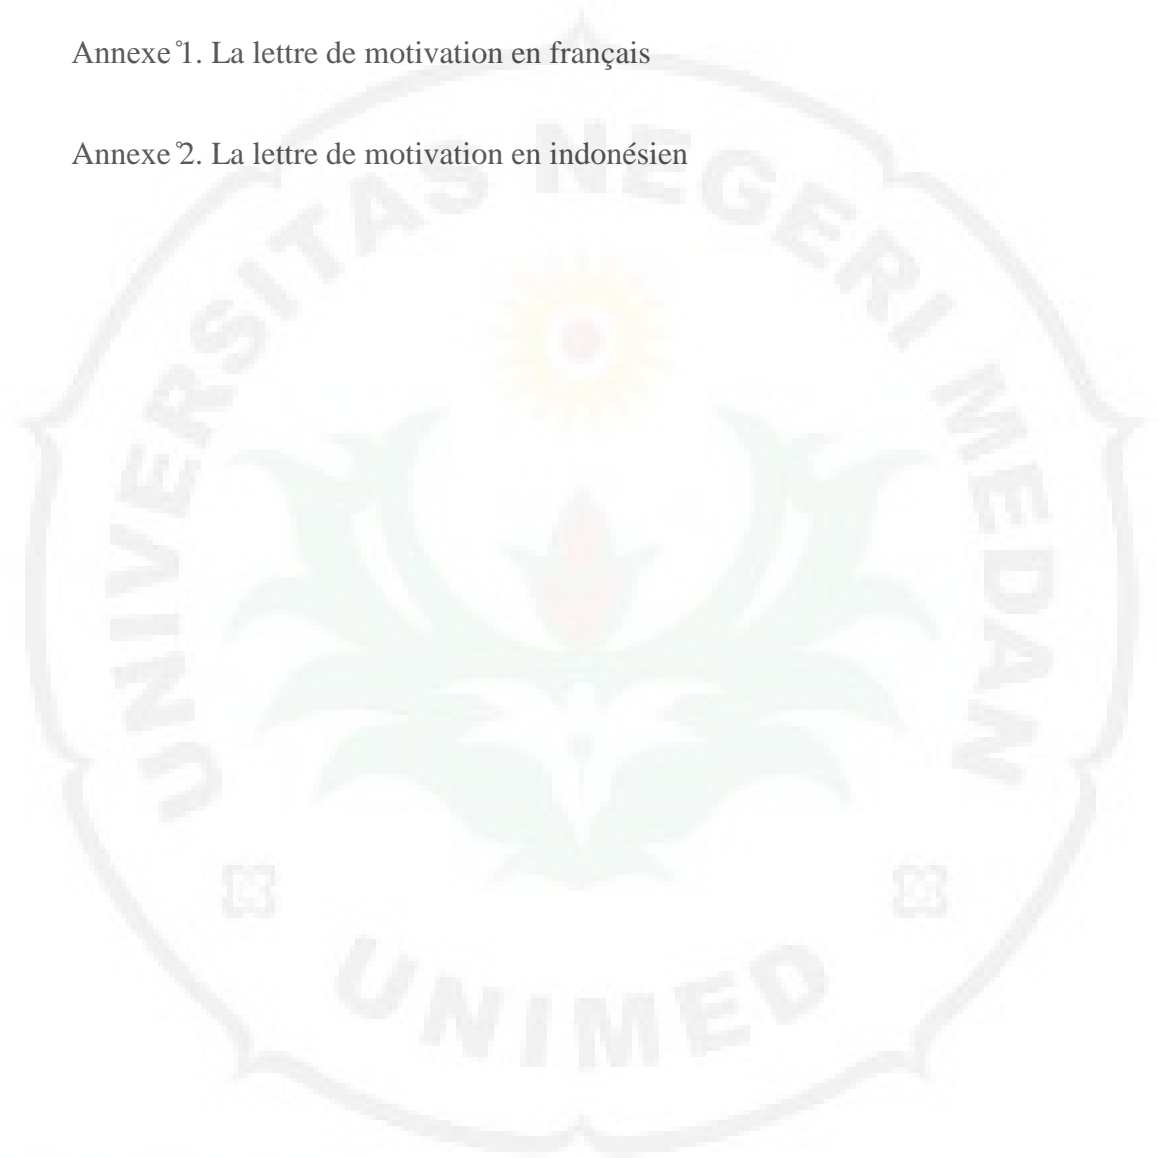 Annexe°1. La lettre de motivation en français
Annexe°2. La lettre de motivation en indonésien
UNIVERSITAS NEGERI MEDAN
UNIMED